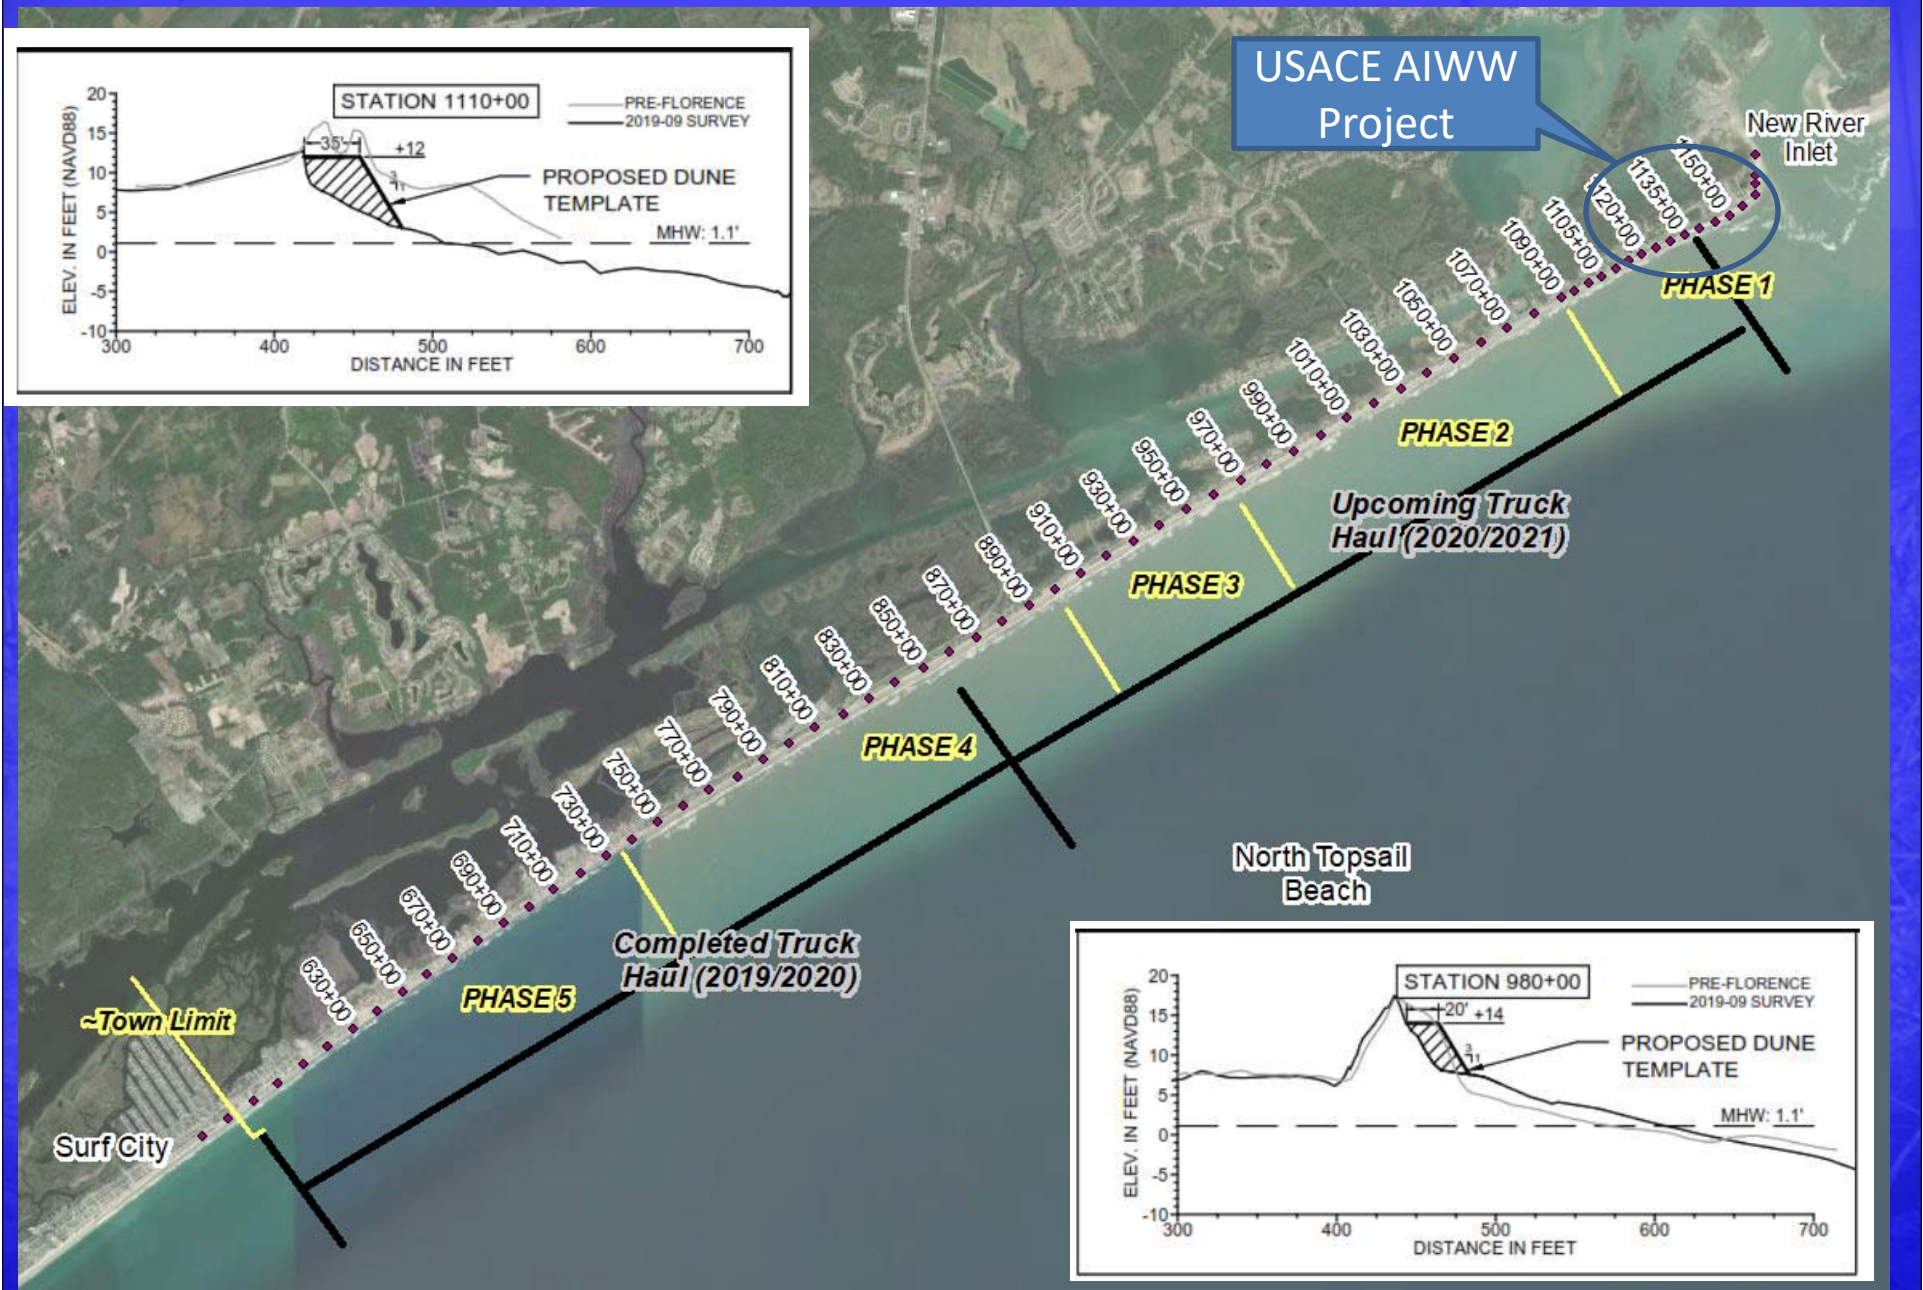 STATION 1110+00
PRE-FLORENCE
2019-09 SURVEY
35'
+12
3
1
PROPOSED DUNE
TEMPLATE
MHW: 1.1'
ELEV. IN FEET (NAVD88)
20
15
10
5
0
-5
-10
300
400
500
600
700
DISTANCE IN FEET
USACE AIWW
Project
New River
Inlet
1150+00
1135+00
1120+00
1105+00
1090+00
1070+00
1050+00
1030+00
1010+00
990+00
970+00
950+00
930+00
910+00
890+00
870+00
850+00
830+00
810+00
790+00
770+00
750+00
730+00
710+00
690+00
670+00
650+00
630+00
PHASE 1
PHASE 2
Upcoming Truck
Haul (2020/2021)
PHASE 3
PHASE 4
Completed Truck
Haul (2019/2020)
PHASE 5
~Town Limit
Surf City
North Topsail
Beach
STATION 980+00
PRE-FLORENCE
2019-09 SURVEY
20'
+14
3
1
PROPOSED DUNE
TEMPLATE
MHW: 1.1'
ELEV. IN FEET (NAVD88)
20
15
10
5
0
-5
-10
300
400
500
600
700
DISTANCE IN FEET